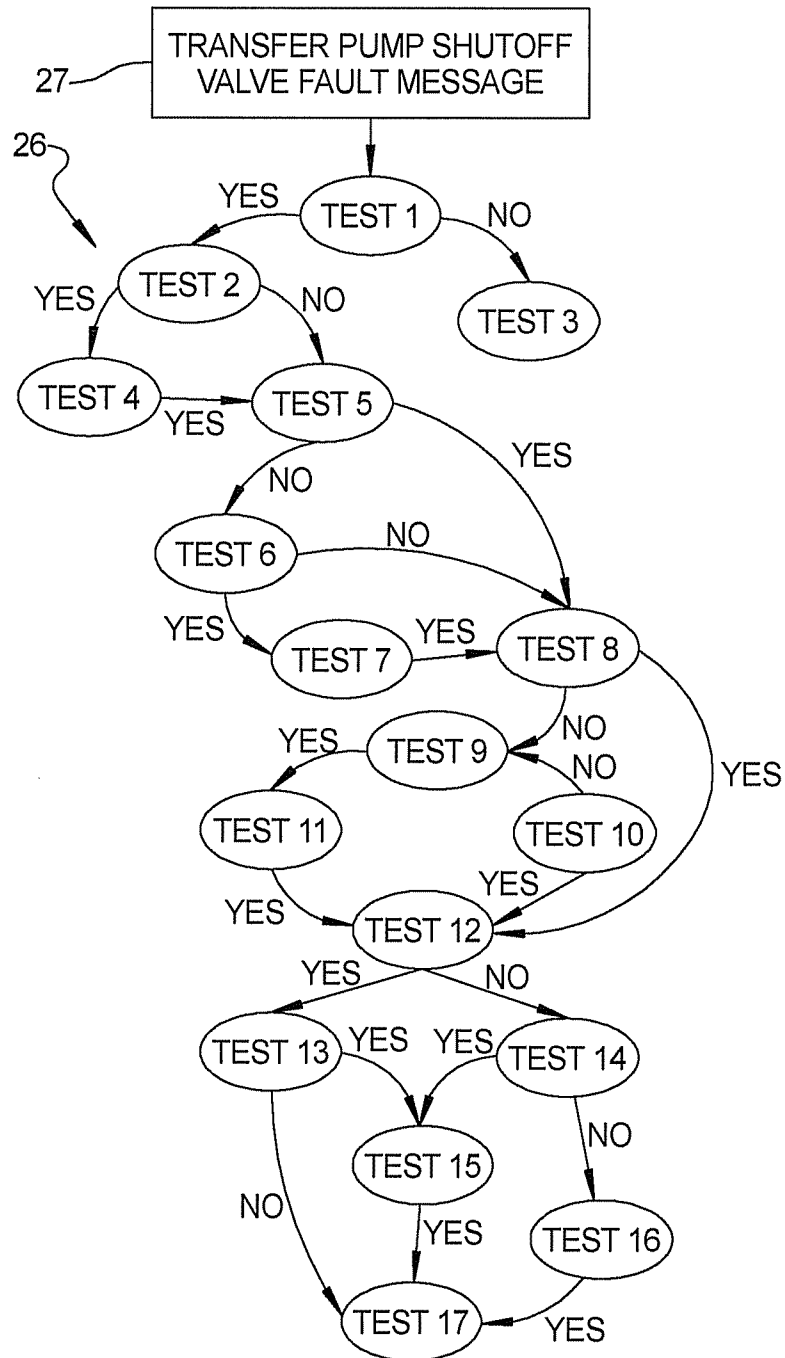 TRANSFER PUMP SHUTOFF
VALVE FAULT MESSAGE
27
26
YES
TEST 1
NO
TEST 2
YES
NO
TEST 3
TEST 4
YES
TEST 5
NO
YES
TEST 6
NO
YES
TEST 7
YES
TEST 8
NO
YES
TEST 9
NO
YES
TEST 11
TEST 10
YES
YES
TEST 12
YES
NO
TEST 13
YES
YES
TEST 14
NO
TEST 15
NO
YES
TEST 16
TEST 17
YES